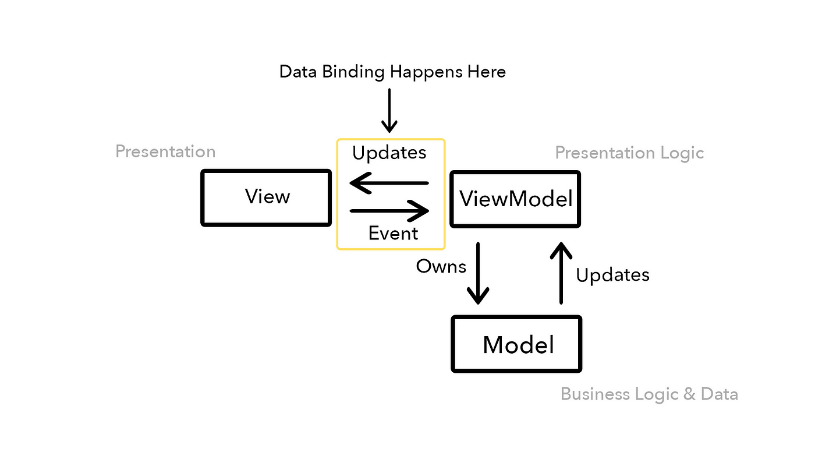 Data Binding Happens Here
Presentation
Updates
Presentation Logic
View
ViewModel
Event
Owns
Updates
Model
Business Logic & Data